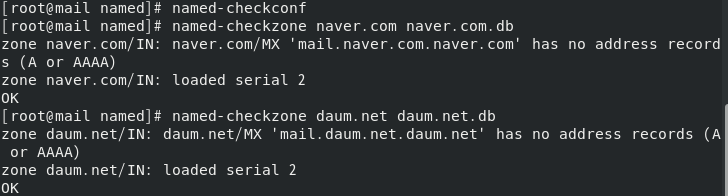 [root@mail named]# named-checkconf
[root@mail named]# named-checkzone naver.com naver.com.db
zone naver.com/IN: naver.com/MX 'mail.naver.com.naver.com' has no address record
s (A or AAAA)
zone naver.com/IN: loaded serial 2
OK
[root@mail named]# named-checkzone daum.net daum.net.db
zone daum.net/IN: daum.net/MX 'mail.daum.net.daum.net' has no address records (A
 or AAAA)
zone daum.net/IN: loaded serial 2
OK